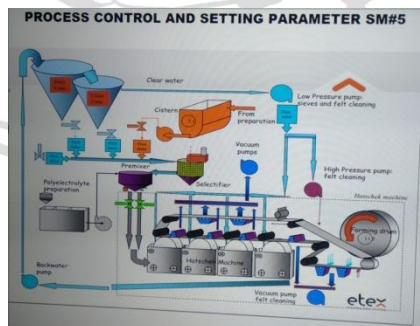 PROCESS CONTROL AND SETTING PARAMETER SM#5
Clear water
Low Pressure pump:
sieves and felt cleaning
Cistern
From
preparation
Vacuum
pumps
High Pressure pump:
felt cleaning
Premixer
Selectifier
Polyelectrolyte
preparation
Hatschek machine
Forming drum
Hatschek Machine
Backwater
pump
Vacuum pump
felt cleaning
etex